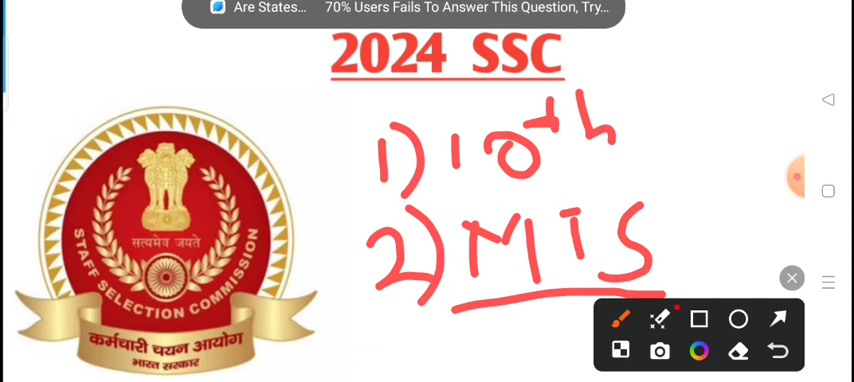 Are States... 70% Users Fails To Answer This Question, Try...
2024 SSC
1) 10th
2) MTS
सत्यमेव जयते
STAFF SELECTION COMMISSION
कर्मचारी चयन आयोग
भारत सरकार